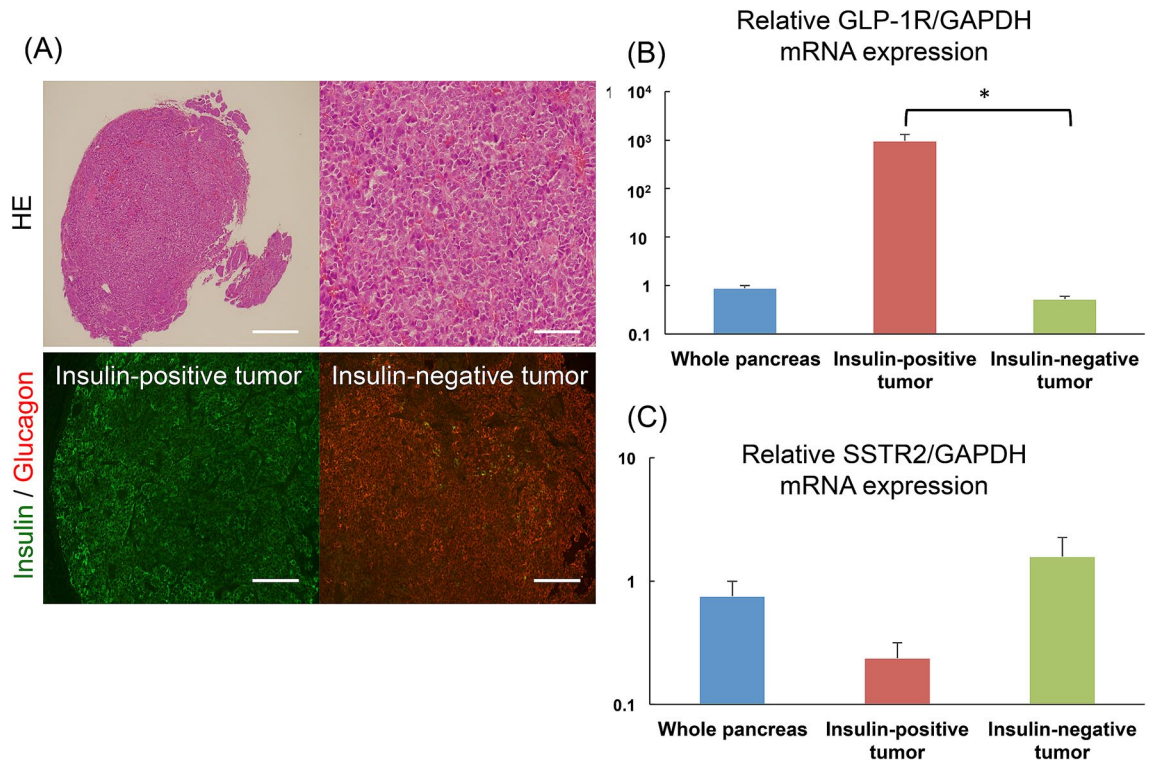 (A)
HE
Insulin-positive tumor
Insulin-negative tumor
Insulin / Glucagon
(B)
Relative GLP-1R/GAPDH
mRNA expression
1
10⁴
10³
10²
10
1
0.1
*
Whole pancreas
Insulin-positive
tumor
Insulin-negative
tumor
(C)
Relative SSTR2/GAPDH
mRNA expression
10
1
0.1
Whole pancreas
Insulin-positive
tumor
Insulin-negative
tumor